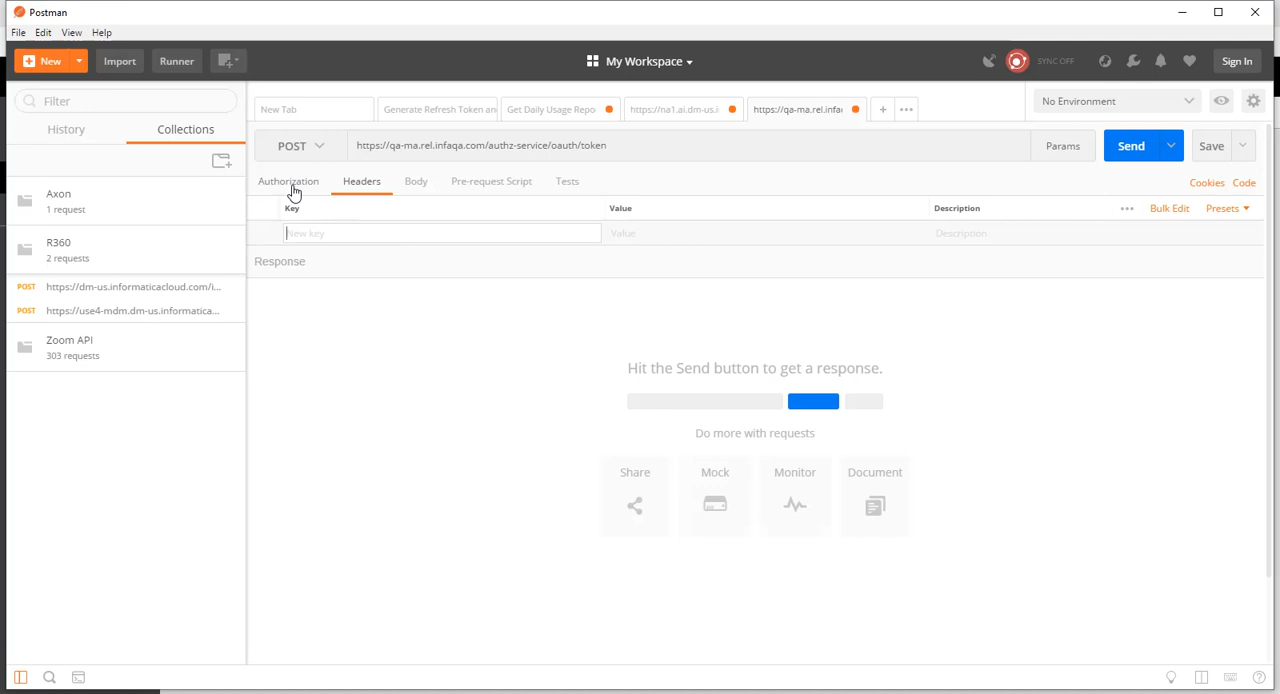 Postman
File Edit View Help
New Import Runner My Workspace SYNC OFF Sign In
Filter
History Collections
Axon
1 request
R360
2 requests
POST https://dm-us.informaticacloud.com/i...
POST https://use4-mdm.dm-us.informatica...
Zoom API
303 requests
New Tab Generate Refresh Token an Get Daily Usage Repo https://na1.ai.dm-us.i https://qa-ma.rel.infaq + ••• No Environment
POST https://qa-ma.rel.infaqa.com/authz-service/oauth/token Params Send Save
Authorization Headers Body Pre-request Script Tests Cookies Code
Key Value Description ••• Bulk Edit Presets
New key Value Description
Response
Hit the Send button to get a response.
Do more with requests
Share Mock Monitor Document